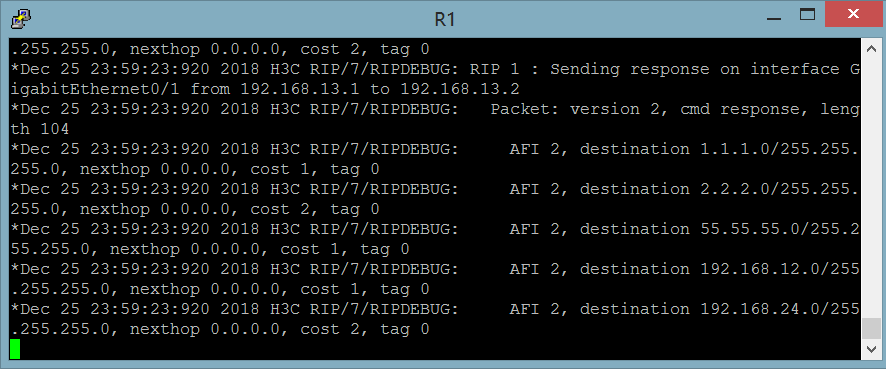 R1
.255.255.0, nexthop 0.0.0.0, cost 2, tag 0
*Dec 25 23:59:23:920 2018 H3C RIP/7/RIPDEBUG: RIP 1 : Sending response on interface G
igabitEthernet0/1 from 192.168.13.1 to 192.168.13.2
*Dec 25 23:59:23:920 2018 H3C RIP/7/RIPDEBUG:   Packet: version 2, cmd response, leng
th 104
*Dec 25 23:59:23:920 2018 H3C RIP/7/RIPDEBUG:     AFI 2, destination 1.1.1.0/255.255.
255.0, nexthop 0.0.0.0, cost 1, tag 0
*Dec 25 23:59:23:920 2018 H3C RIP/7/RIPDEBUG:     AFI 2, destination 2.2.2.0/255.255.
255.0, nexthop 0.0.0.0, cost 2, tag 0
*Dec 25 23:59:23:920 2018 H3C RIP/7/RIPDEBUG:     AFI 2, destination 55.55.55.0/255.2
55.255.0, nexthop 0.0.0.0, cost 1, tag 0
*Dec 25 23:59:23:920 2018 H3C RIP/7/RIPDEBUG:     AFI 2, destination 192.168.12.0/255
.255.255.0, nexthop 0.0.0.0, cost 1, tag 0
*Dec 25 23:59:23:920 2018 H3C RIP/7/RIPDEBUG:     AFI 2, destination 192.168.24.0/255
.255.255.0, nexthop 0.0.0.0, cost 2, tag 0